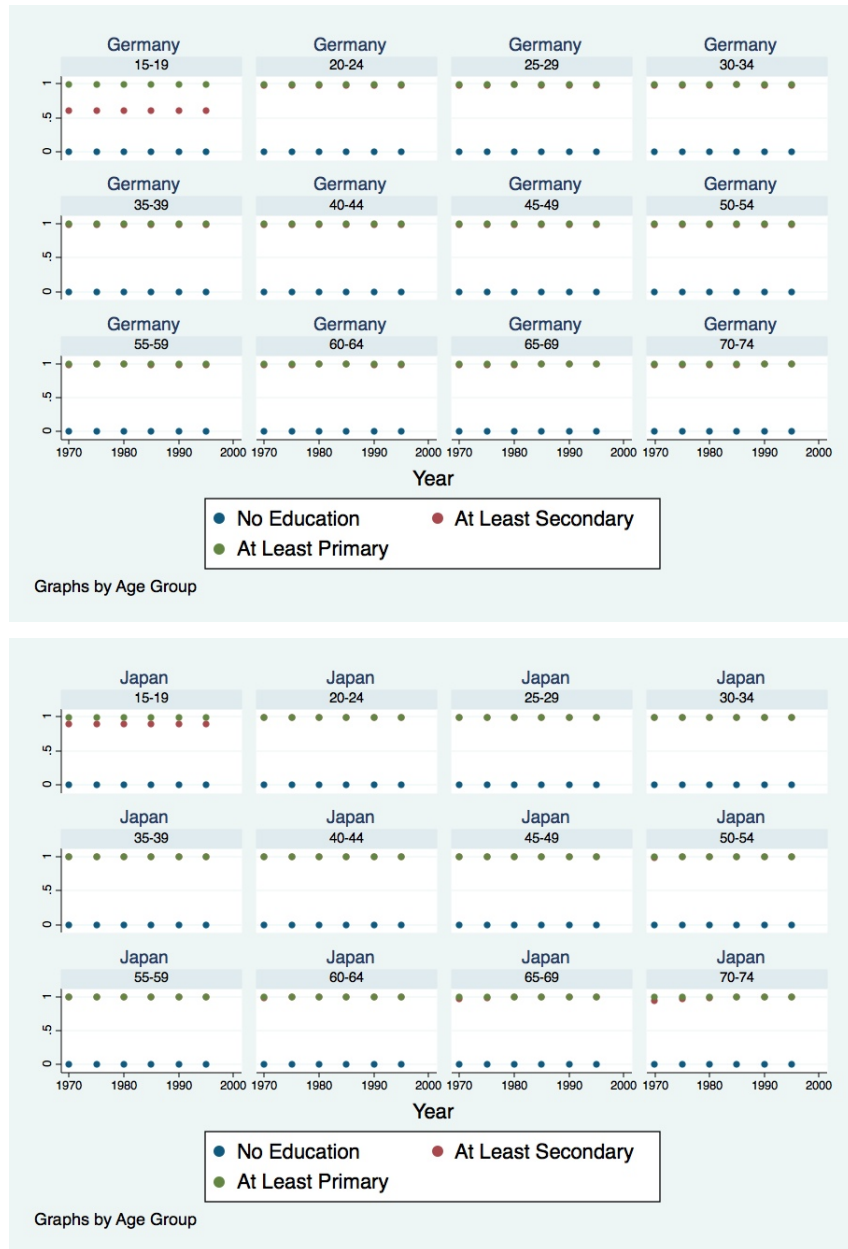 Germany Germany Germany Germany
15-19 20-24 25-29 30-34
1
.5
0
Germany Germany Germany Germany
35-39 40-44 45-49 50-54
1
.5
0
Germany Germany Germany Germany
55-59 60-64 65-69 70-74
1
.5
0
1970 1980 1990 2000 1970 1980 1990 2000 1970 1980 1990 2000 1970 1980 1990 2000
Year
No Education At Least Secondary
At Least Primary
Graphs by Age Group
Japan Japan Japan Japan
15-19 20-24 25-29 30-34
1
.5
0
Japan Japan Japan Japan
35-39 40-44 45-49 50-54
1
.5
0
Japan Japan Japan Japan
55-59 60-64 65-69 70-74
1
.5
0
1970 1980 1990 2000 1970 1980 1990 2000 1970 1980 1990 2000 1970 1980 1990 2000
Year
No Education At Least Secondary
At Least Primary
Graphs by Age Group